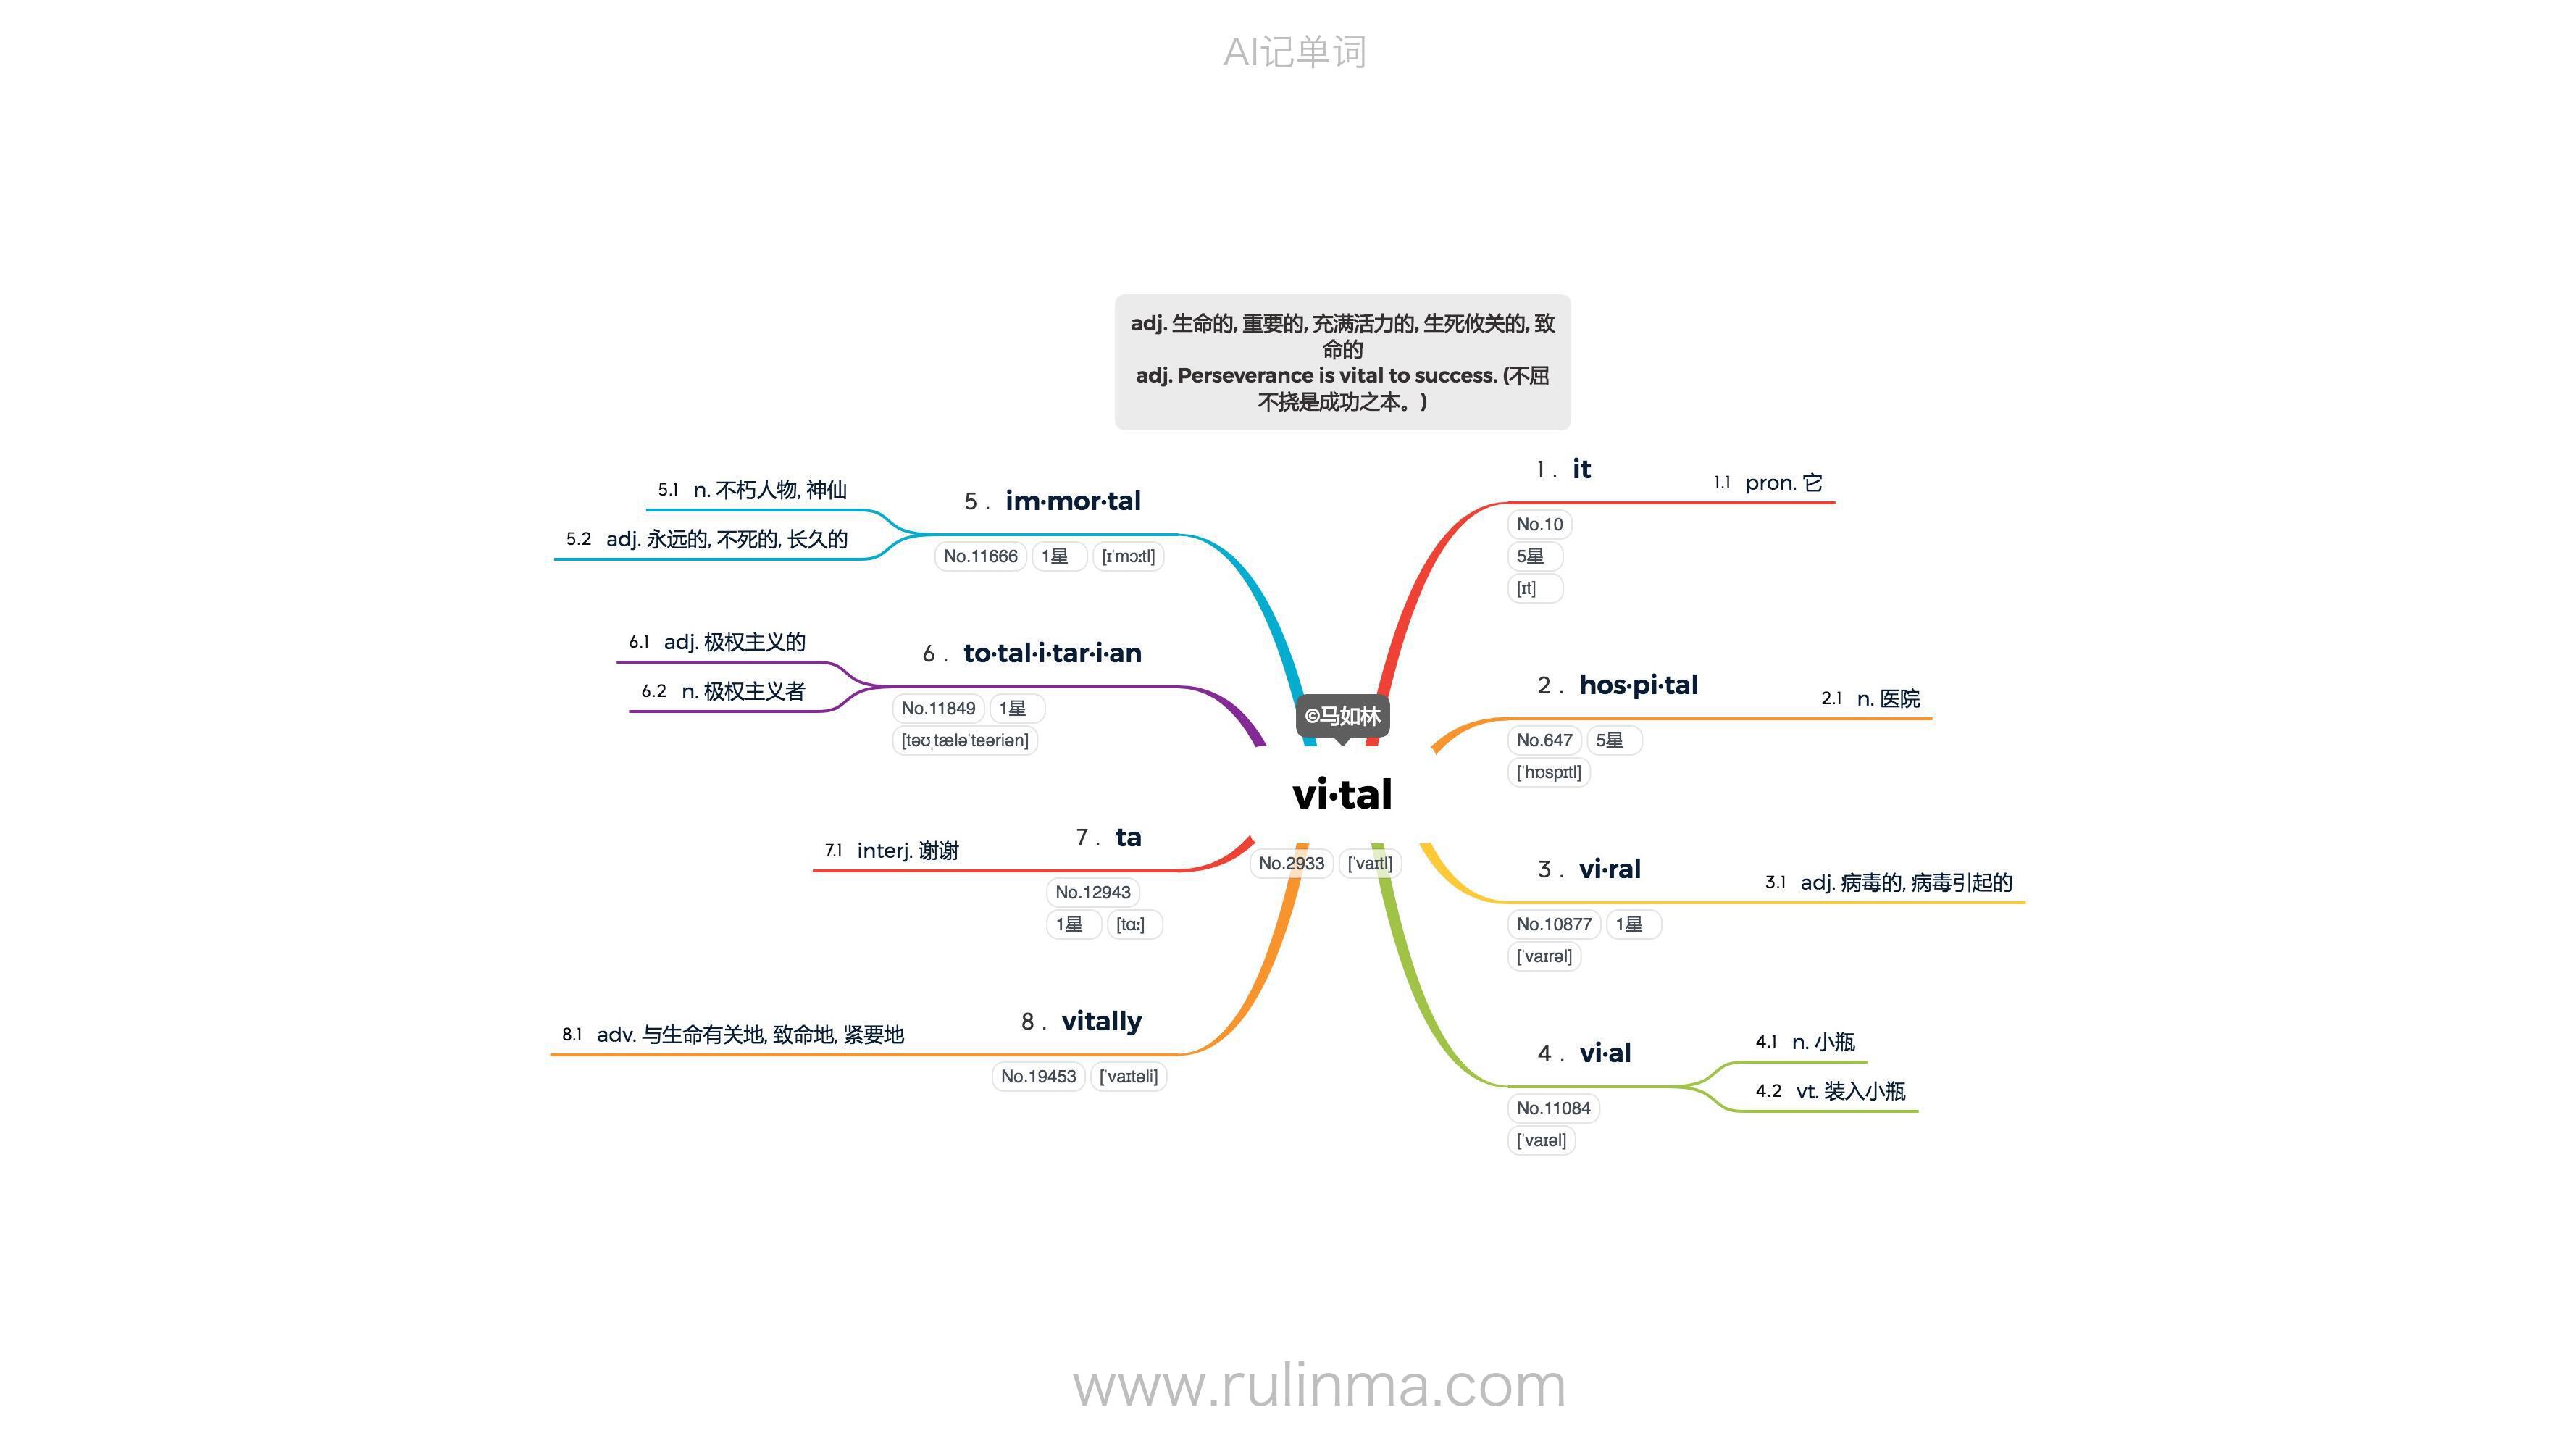 AI记单词
adj. 生命的, 重要的, 充满活力的, 生死攸关的, 致
命的
adj. Perseverance is vital to success. (不屈
不挠是成功之本。)
©马如林
vi·tal
No.2933 [ˈvaɪtl]
1 . it
No.10
5星
[ɪt]
1.1 pron. 它
2 . hos·pi·tal
No.647 5星
[ˈhɒspɪtl]
2.1 n. 医院
3 . vi·ral
No.10877 1星
[ˈvaɪrəl]
3.1 adj. 病毒的, 病毒引起的
4 . vi·al
No.11084
[ˈvaɪəl]
4.1 n. 小瓶
4.2 vt. 装入小瓶
5 . im·mor·tal
No.11666 1星 [ɪˈmɔːtl]
5.1 n. 不朽人物, 神仙
5.2 adj. 永远的, 不死的, 长久的
6 . to·tal·i·tar·i·an
No.11849 1星
[təʊˌtæləˈteəriən]
6.1 adj. 极权主义的
6.2 n. 极权主义者
7 . ta
No.12943
1星 [tɑː]
7.1 interj. 谢谢
8 . vitally
No.19453 [ˈvaɪtəli]
8.1 adv. 与生命有关地, 致命地, 紧要地
www.rulinma.com